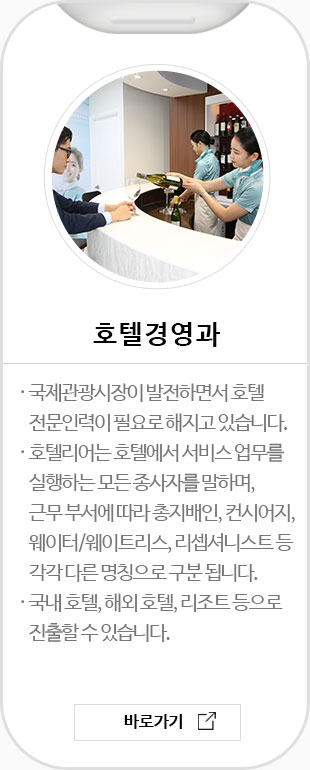 호텔경영과
· 국제관광시장이 발전하면서 호텔
전문인력이 필요로 해지고 있습니다.
· 호텔리어는 호텔에서 서비스 업무를
실행하는 모든 종사자를 말하며,
근무 부서에 따라 총지배인, 컨시어지,
웨이터/웨이트리스, 리셉셔니스트 등
각각 다른 명칭으로 구분 됩니다.
· 국내 호텔, 해외 호텔, 리조트 등으로
진출할 수 있습니다.
바로가기